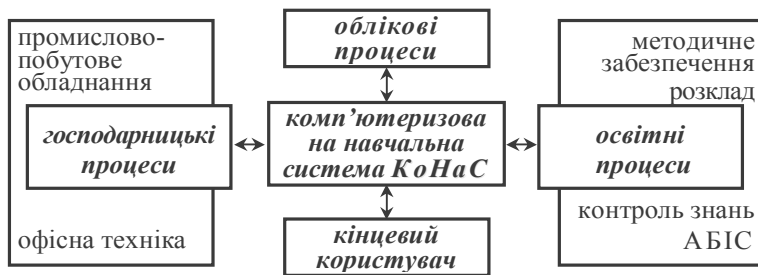 облікові
процеси
промислово-
побутове
обладнання
господарницькі
процеси
офісна техніка
комп’ютеризова
на навчальна
система КоНаС
кінцевий
користувач
методичне
забезпечення
розклад
освітні
процеси
контроль знань
АБІС